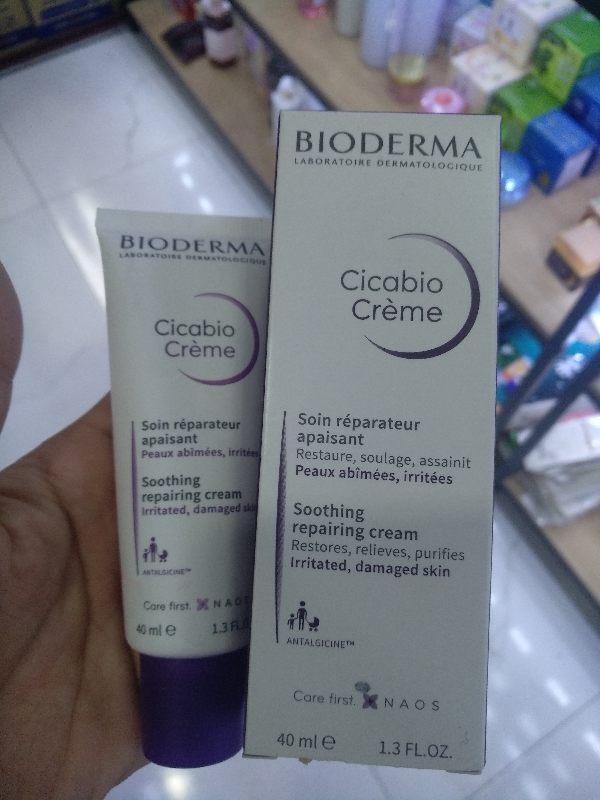 BIODERMA
LABORATOIRE DERMATOLOGIQUE
Cicabio
Crème
Soin réparateur
apaisant
Peaux abîmées, irritées
Soothing
repairing cream
Irritated, damaged skin
ANTALGICINE™
Care first. NAOS
40 ml e
1.3 FL.OZ
BIODERMA
LABORATOIRE DERMATOLOGIQUE
Cicabio
Crème
Soin réparateur
apaisant
Restaure, soulage, assainit
Peaux abîmées, irritées
Soothing
repairing cream
Restores, relieves, purifies
Irritated, damaged skin
ANTALGICINE™
Care first. NAOS
40 ml e
1.3 FL.OZ.